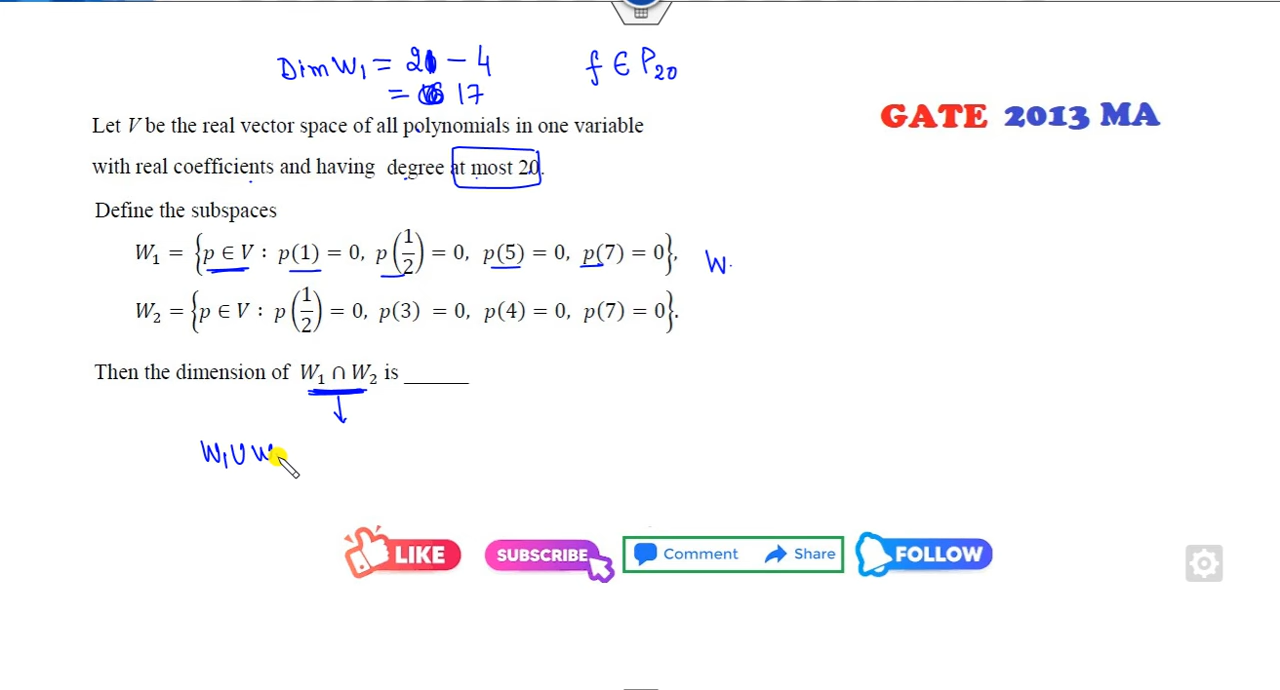 Dim W₁ = 21 - 4 f ∈ P₂₀
= 17
GATE 2013 MA
Let V be the real vector space of all polynomials in one variable
with real coefficients and having degree at most 20.
Define the subspaces
W₁ = {p ∈ V : p(1) = 0, p(1/2) = 0, p(5) = 0, p(7) = 0}, W.
W₂ = {p ∈ V : p(1/2) = 0, p(3) = 0, p(4) = 0, p(7) = 0}.
Then the dimension of W₁ ∩ W₂ is ______
W₁ ∪ W
LIKE SUBSCRIBE Comment Share FOLLOW